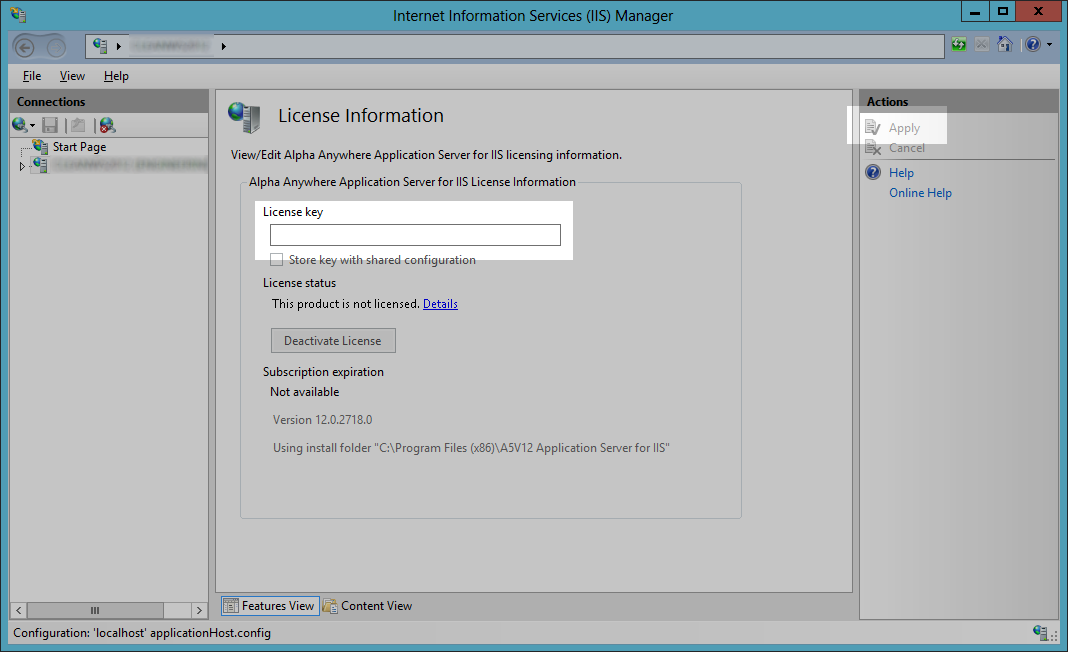 Internet Information Services (IIS) Manager
File View Help
Connections
Start Page
License Information
View/Edit Alpha Anywhere Application Server for IIS licensing information.
Alpha Anywhere Application Server for IIS License Information
License key
Store key with shared configuration
License status
This product is not licensed. Details
Deactivate License
Subscription expiration
Not available
Version 12.0.2718.0
Using install folder "C:\Program Files (x86)\A5V12 Application Server for IIS"
Features View Content View
Actions
Apply
Cancel
Help
Online Help
Configuration: 'localhost' applicationHost.config